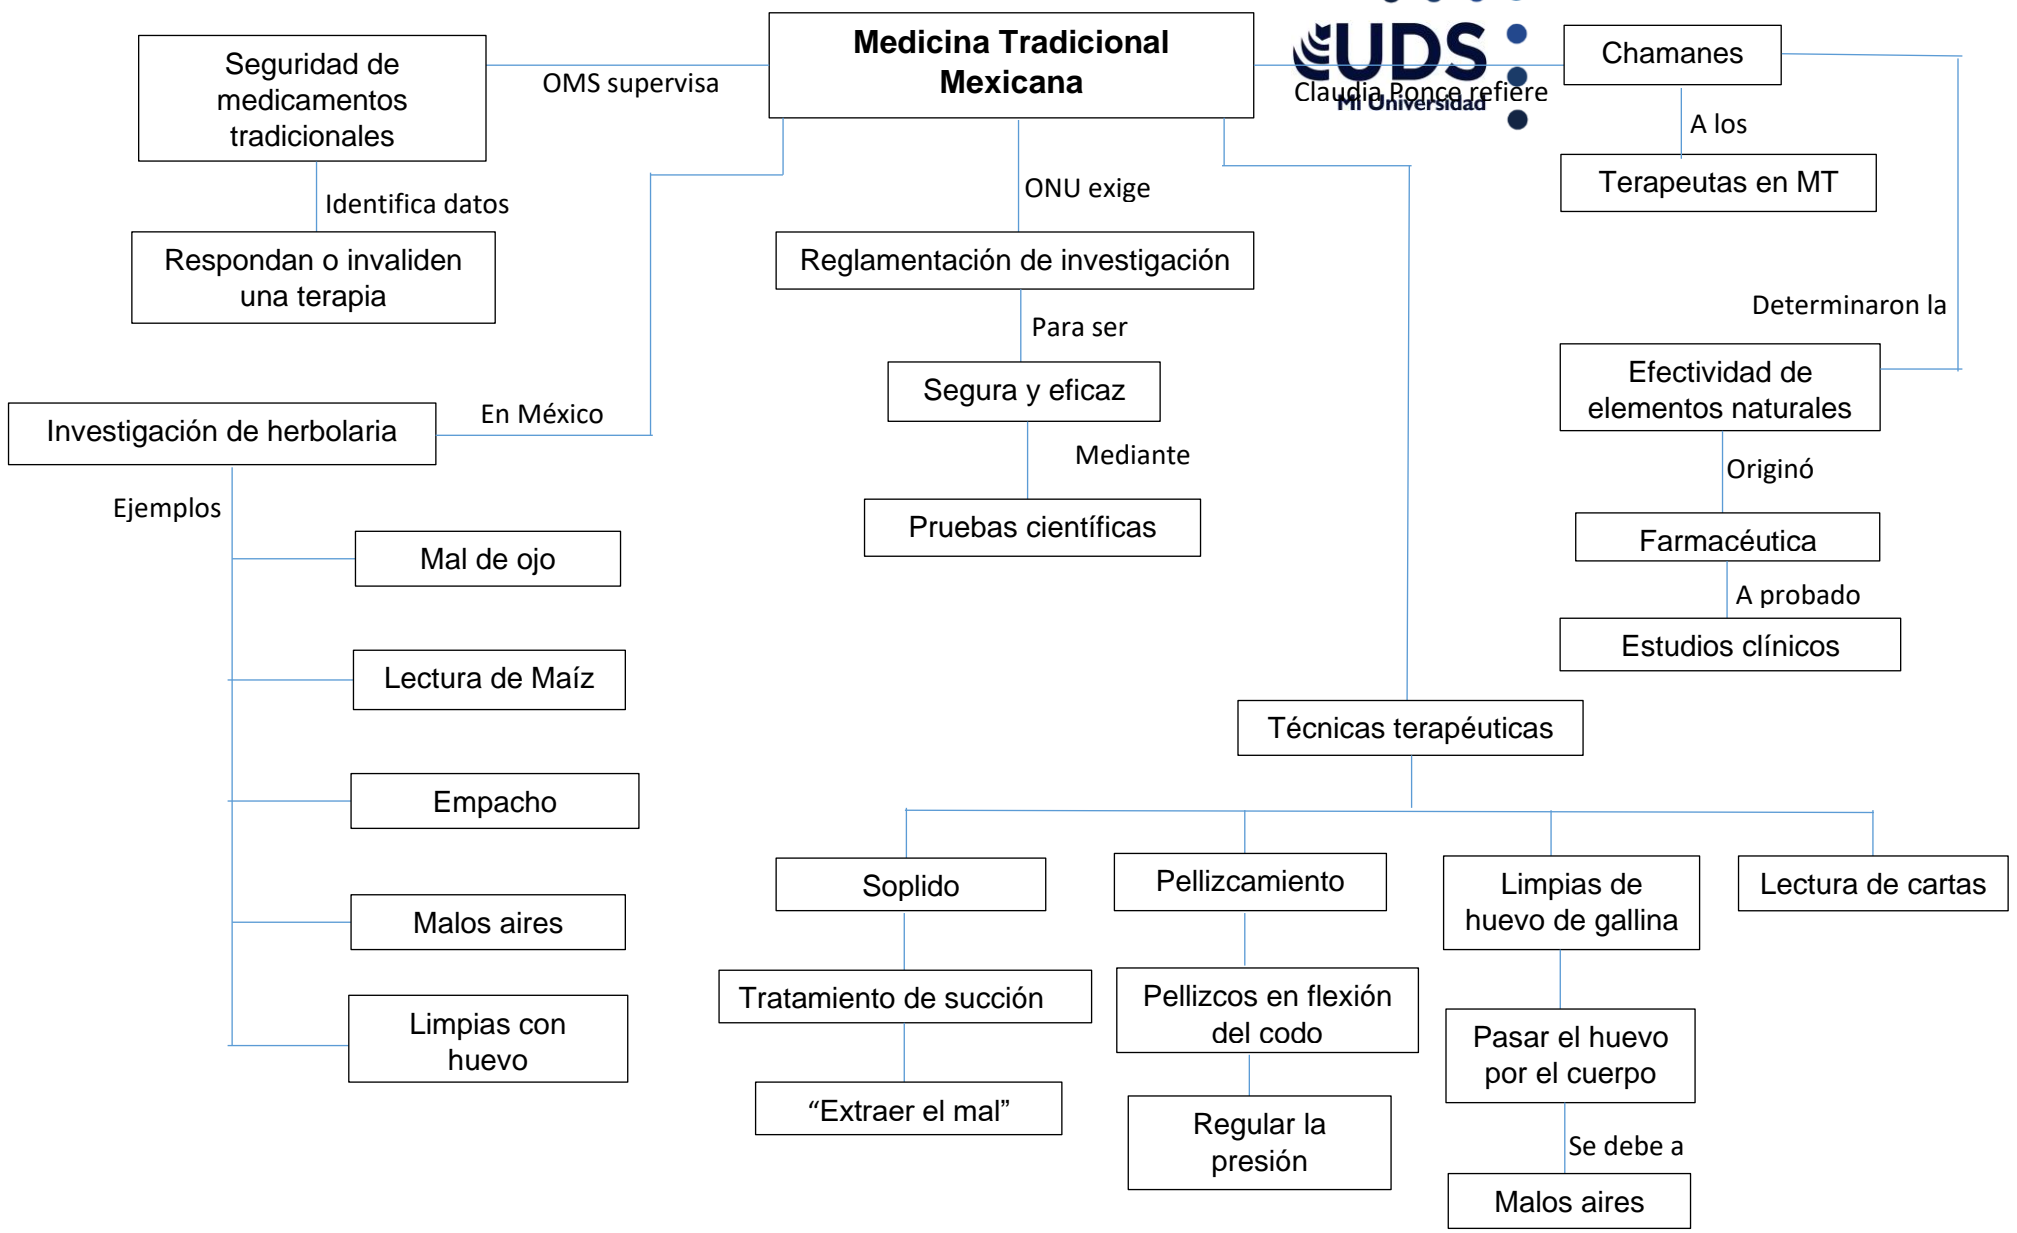 Medicina Tradicional
Mexicana
UDS
Mi Universidad
Seguridad de
medicamentos
tradicionales
OMS supervisa
Claudia Ponce refiere
Chamanes
A los
Terapeutas en MT
Identifica datos
ONU exige
Respondan o invaliden
una terapia
Reglamentación de investigación
Determinaron la
Para ser
Efectividad de
elementos naturales
Segura y eficaz
En México
Investigación de herbolaria
Mediante
Originó
Ejemplos
Pruebas científicas
Farmacéutica
Mal de ojo
A probado
Estudios clínicos
Lectura de Maíz
Técnicas terapéuticas
Empacho
Soplido
Pellizcamiento
Limpias de
huevo de gallina
Lectura de cartas
Malos aires
Tratamiento de succión
Pellizcos en flexión
del codo
Limpias con
huevo
Pasar el huevo
por el cuerpo
“Extraer el mal”
Regular la
presión
Se debe a
Malos aires